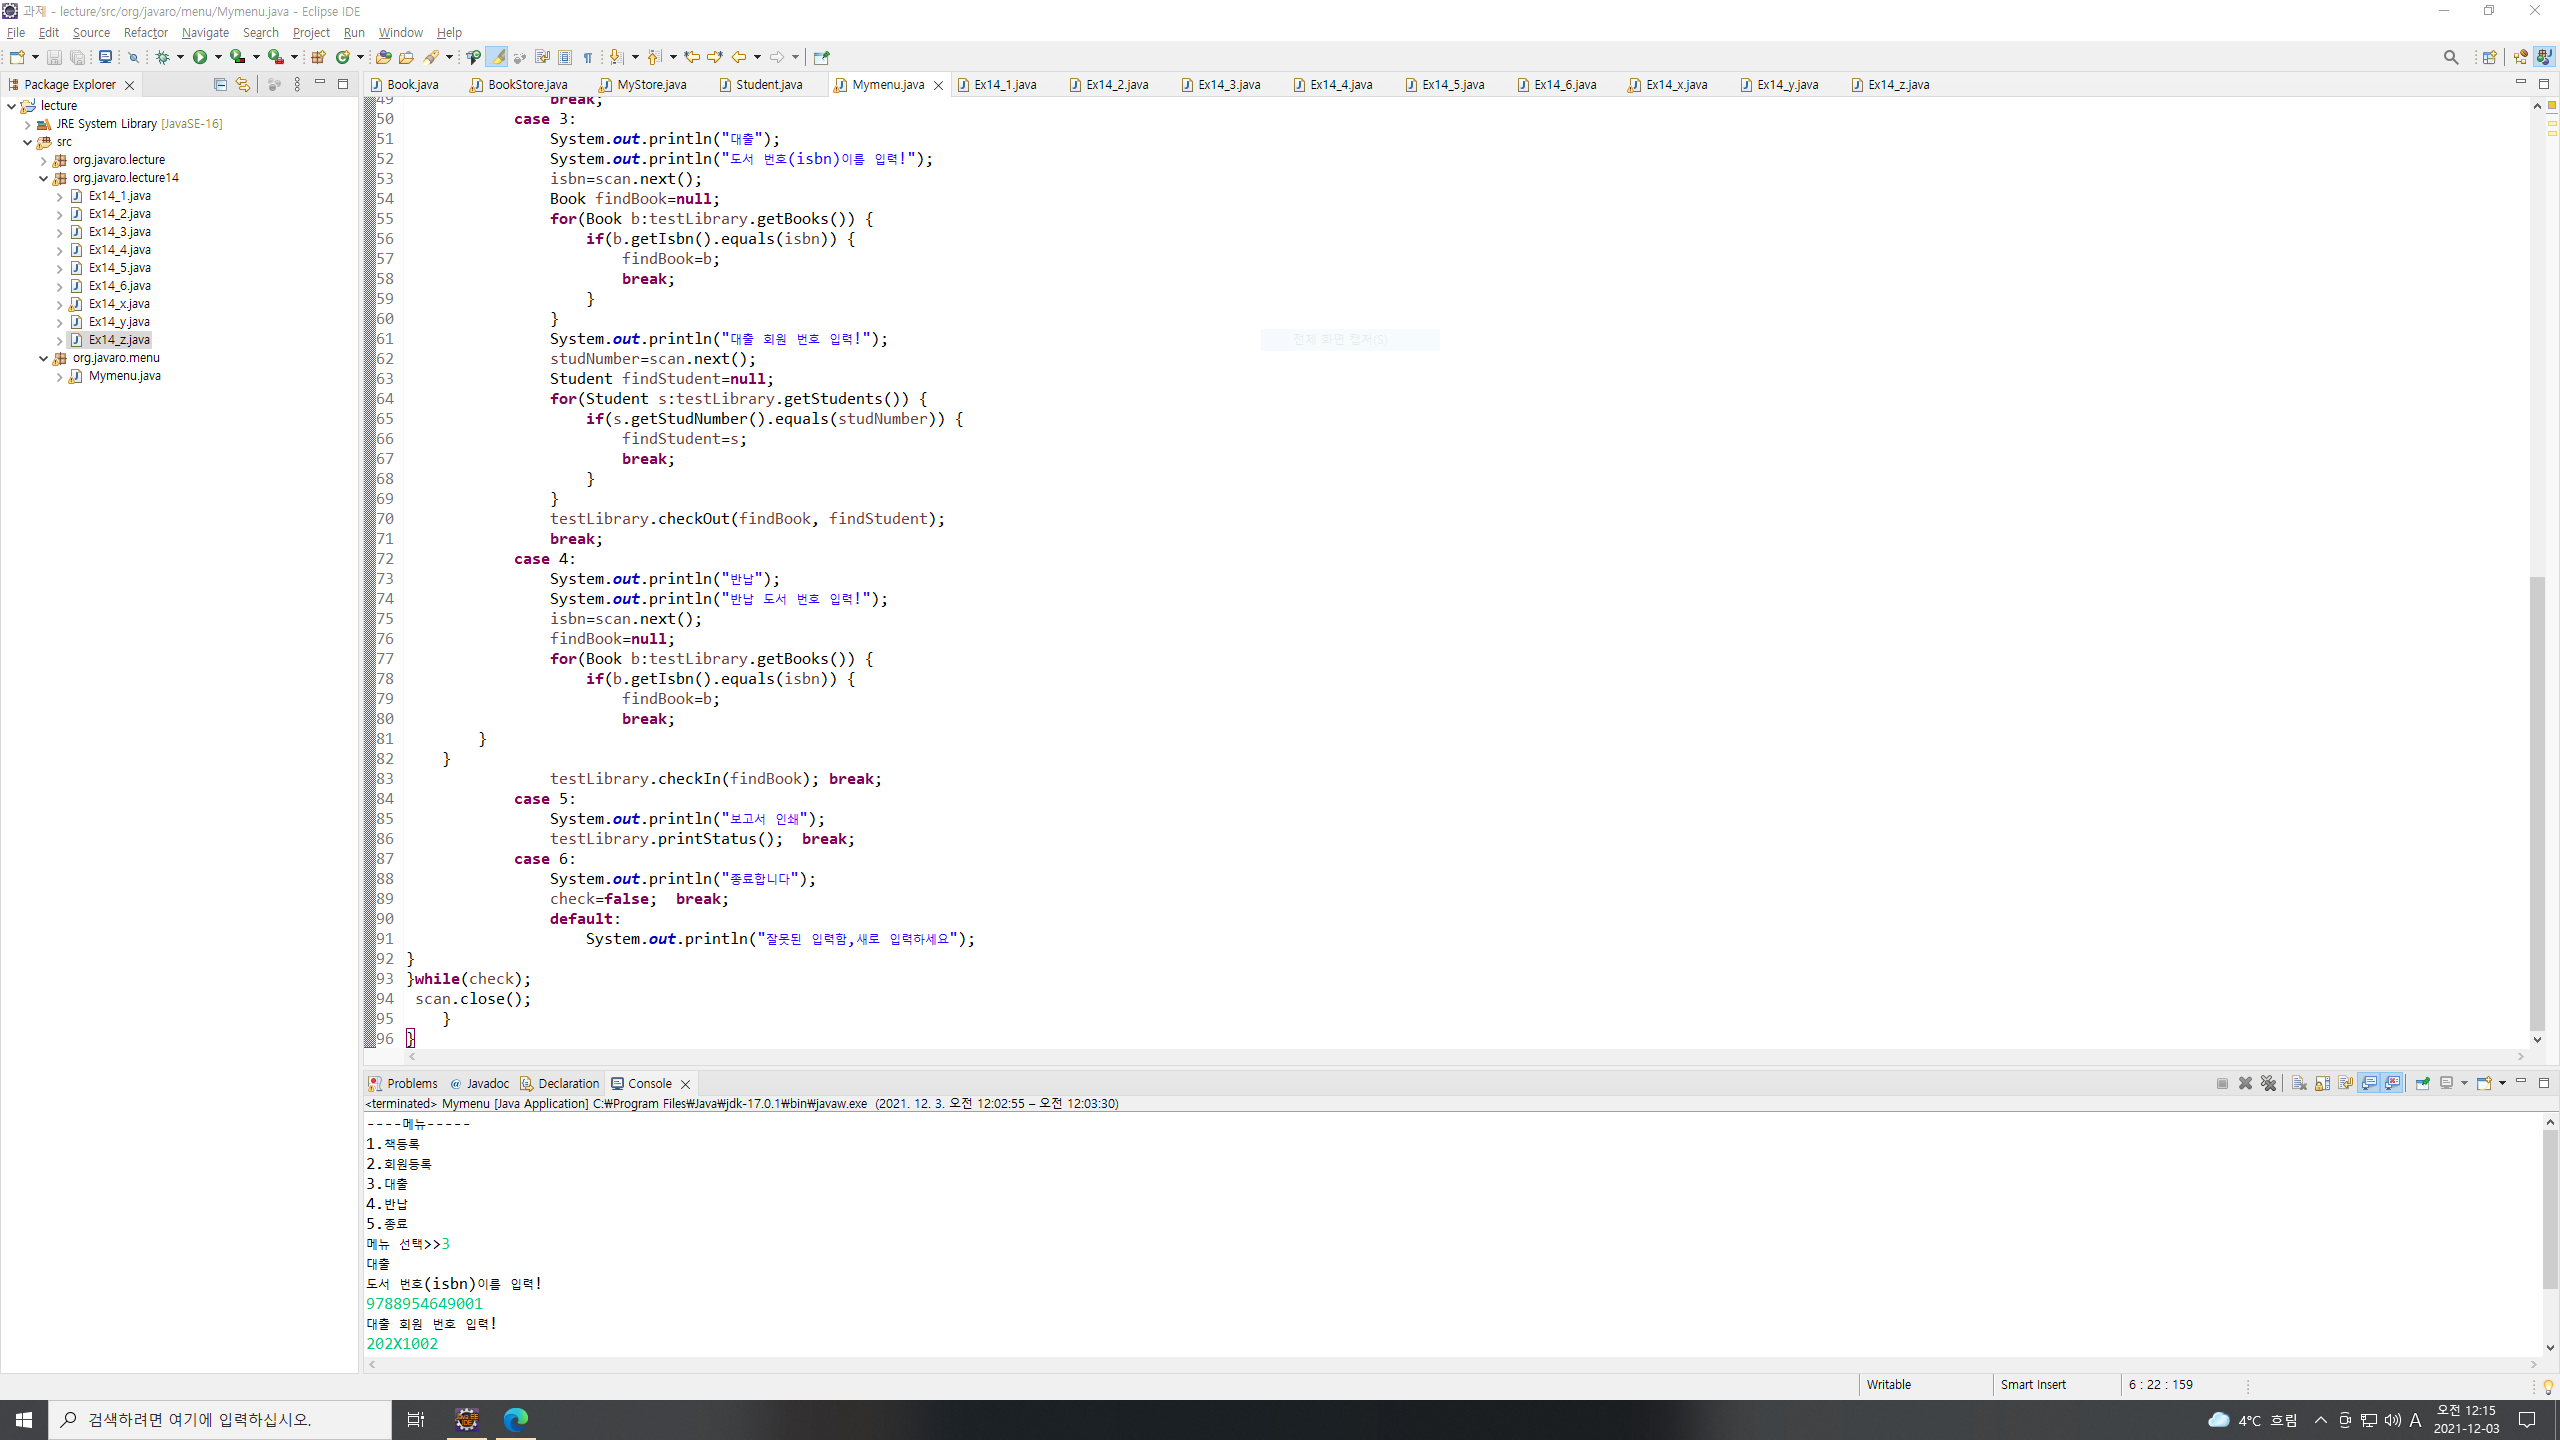 과제 - lecture/src/org/javaro/menu/Mymenu.java - Eclipse IDE
File Edit Source Refactor Navigate Search Project Run Window Help
Package Explorer
Book.java BookStore.java MyStore.java Student.java Mymenu.java Ex14_1.java Ex14_2.java Ex14_3.java Ex14_4.java Ex14_5.java Ex14_6.java Ex14_x.java Ex14_y.java Ex14_z.java
lecture
JRE System Library [JavaSE-16]
src
org.javaro.lecture
org.javaro.lecture14
Ex14_1.java
Ex14_2.java
Ex14_3.java
Ex14_4.java
Ex14_5.java
Ex14_6.java
Ex14_x.java
Ex14_y.java
Ex14_z.java
org.javaro.menu
Mymenu.java
49 break;
50 case 3:
51 System.out.println("대출");
52 System.out.println("도서 번호(isbn)이름 입력!");
53 isbn=scan.next();
54 Book findBook=null;
55 for(Book b:testLibrary.getBooks()) {
56 if(b.getIsbn().equals(isbn)) {
57 findBook=b;
58 break;
59 }
60 }
61 System.out.println("대출 회원 번호 입력!");
전체 화면 캡처(S)
62 studNumber=scan.next();
63 Student findStudent=null;
64 for(Student s:testLibrary.getStudents()) {
65 if(s.getStudNumber().equals(studNumber)) {
66 findStudent=s;
67 break;
68 }
69 }
70 testLibrary.checkOut(findBook, findStudent);
71 break;
72 case 4:
73 System.out.println("반납");
74 System.out.println("반납 도서 번호 입력!");
75 isbn=scan.next();
76 findBook=null;
77 for(Book b:testLibrary.getBooks()) {
78 if(b.getIsbn().equals(isbn)) {
79 findBook=b;
80 break;
81 }
82 }
83 testLibrary.checkIn(findBook); break;
84 case 5:
85 System.out.println("보고서 인쇄");
86 testLibrary.printStatus();  break;
87 case 6:
88 System.out.println("종료합니다");
89 check=false;  break;
90 default:
91 System.out.println("잘못된 입력함,새로 입력하세요");
92 }
93 }while(check);
94 scan.close();
95 }
96 }
Problems @ Javadoc Declaration Console
<terminated> Mymenu [Java Application] C:₩Program Files₩Java₩jdk-17.0.1₩bin₩javaw.exe (2021. 12. 3. 오전 12:02:55 – 오전 12:03:30)
----메뉴-----
1.책등록
2.회원등록
3.대출
4.반납
5.종료
메뉴 선택>>3
대출
도서 번호(isbn)이름 입력!
9788954649001
대출 회원 번호 입력!
202X1002
Writable Smart Insert 6 : 22 : 159
검색하려면 여기에 입력하십시오.
4°C 흐림 A 오전 12:15
2021-12-03